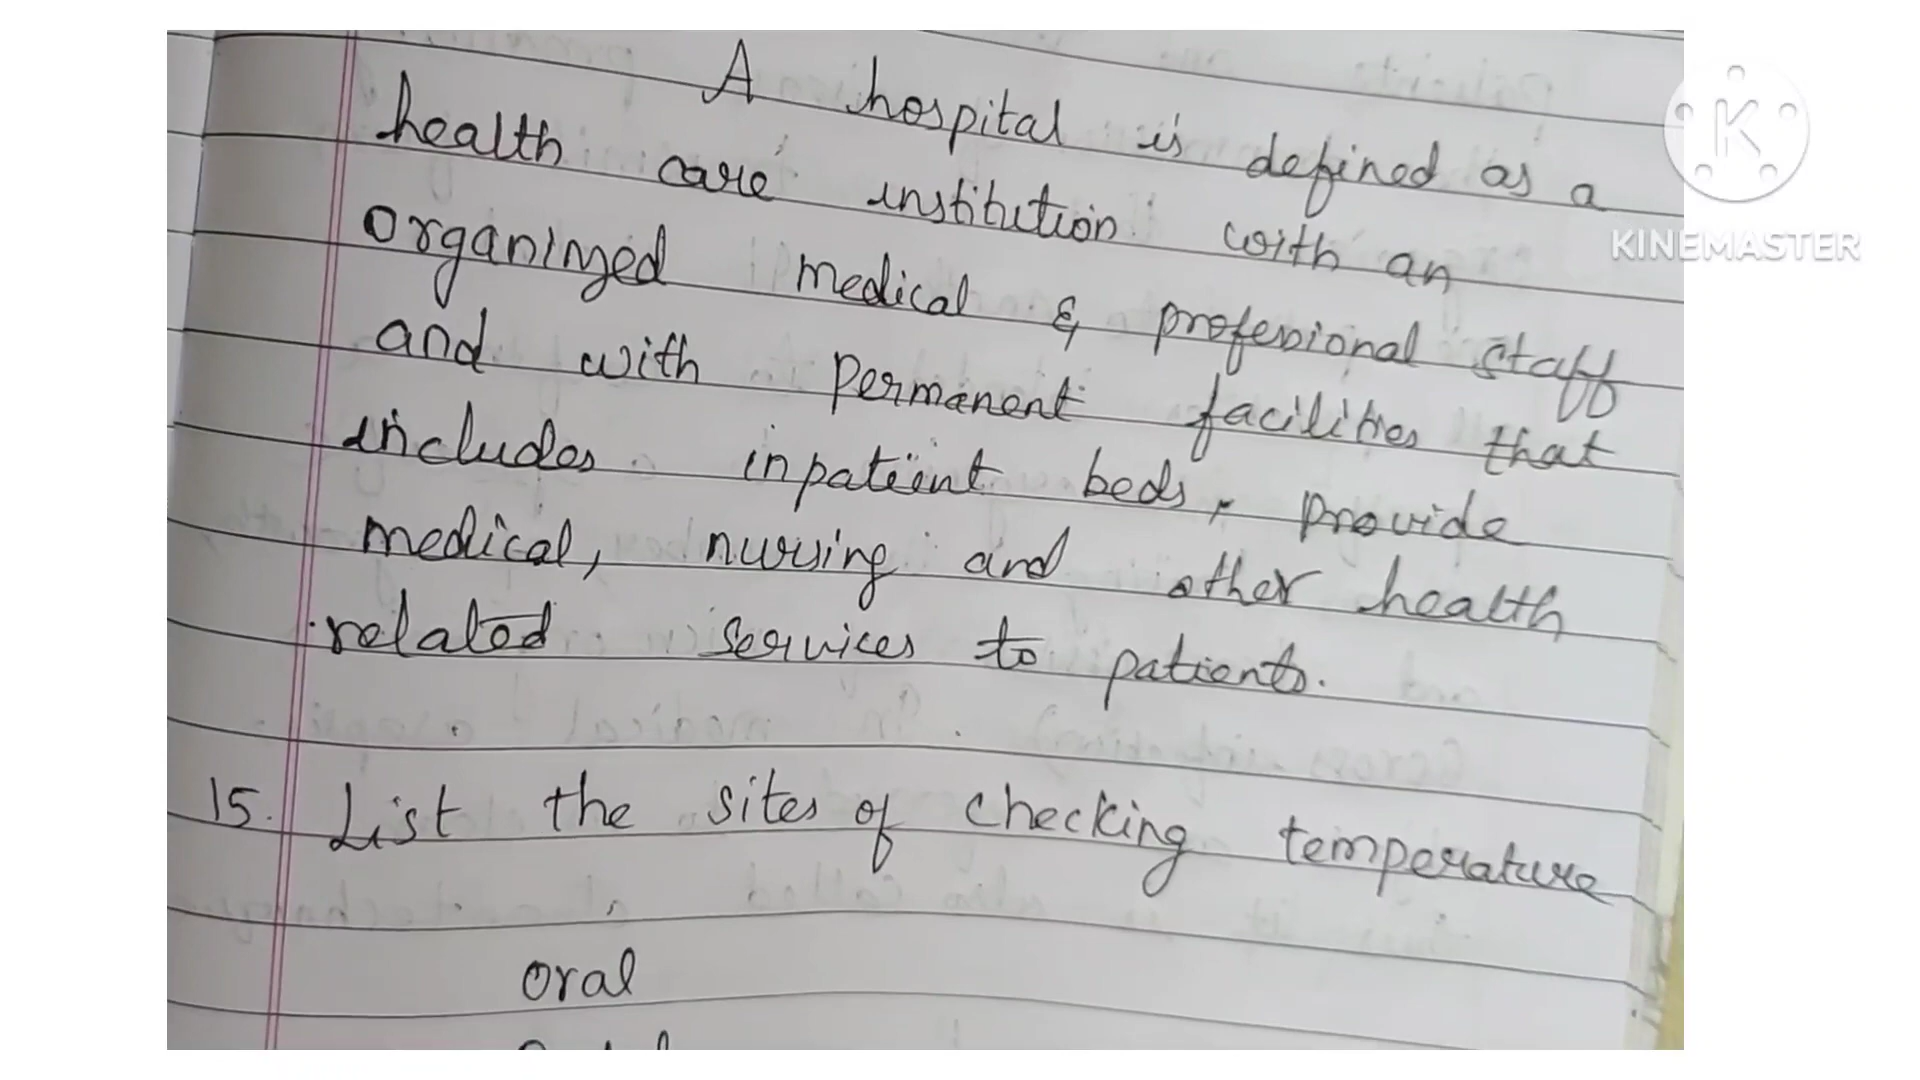 A hospital is defined as a
health care institution with an
organized medical & professional staff
and with permanent facilities that
includes inpatient beds, provide
medical, nursing and other health
related services to patients.
15. List the sites of checking temperature
oral
KINEMASTER